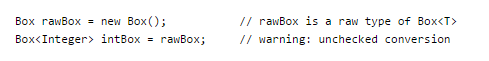 Box rawBox = new Box();           // rawBox is a raw type of Box<T>
Box<Integer> intBox = rawBox;     // warning: unchecked conversion